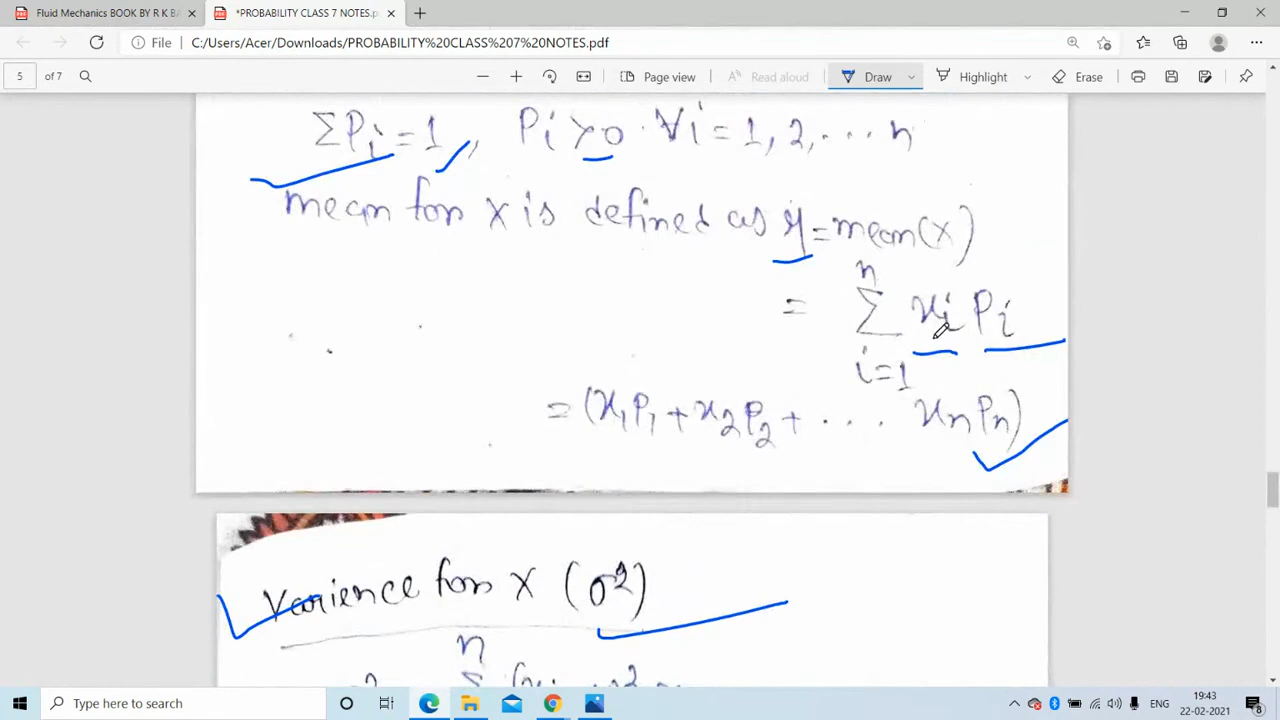 Fluid Mechanics BOOK BY R K BA
*PROBABILITY CLASS 7 NOTES.p
File C:/Users/Acer/Downloads/PROBABILITY%20CLASS%207%20NOTES.pdf
5 of 7 Page view Read aloud Draw Highlight Erase
ΣPi = 1, Pi > 0 ∀ i = 1, 2, ... n
mean for X is defined as μ = mean(X)
n
= Σ xi Pi
i=1
= (x1P1 + x2P2 + ... xnPn)
Varience for X (σ²)
n
Type here to search
ENG
19:43
22-02-2021
8